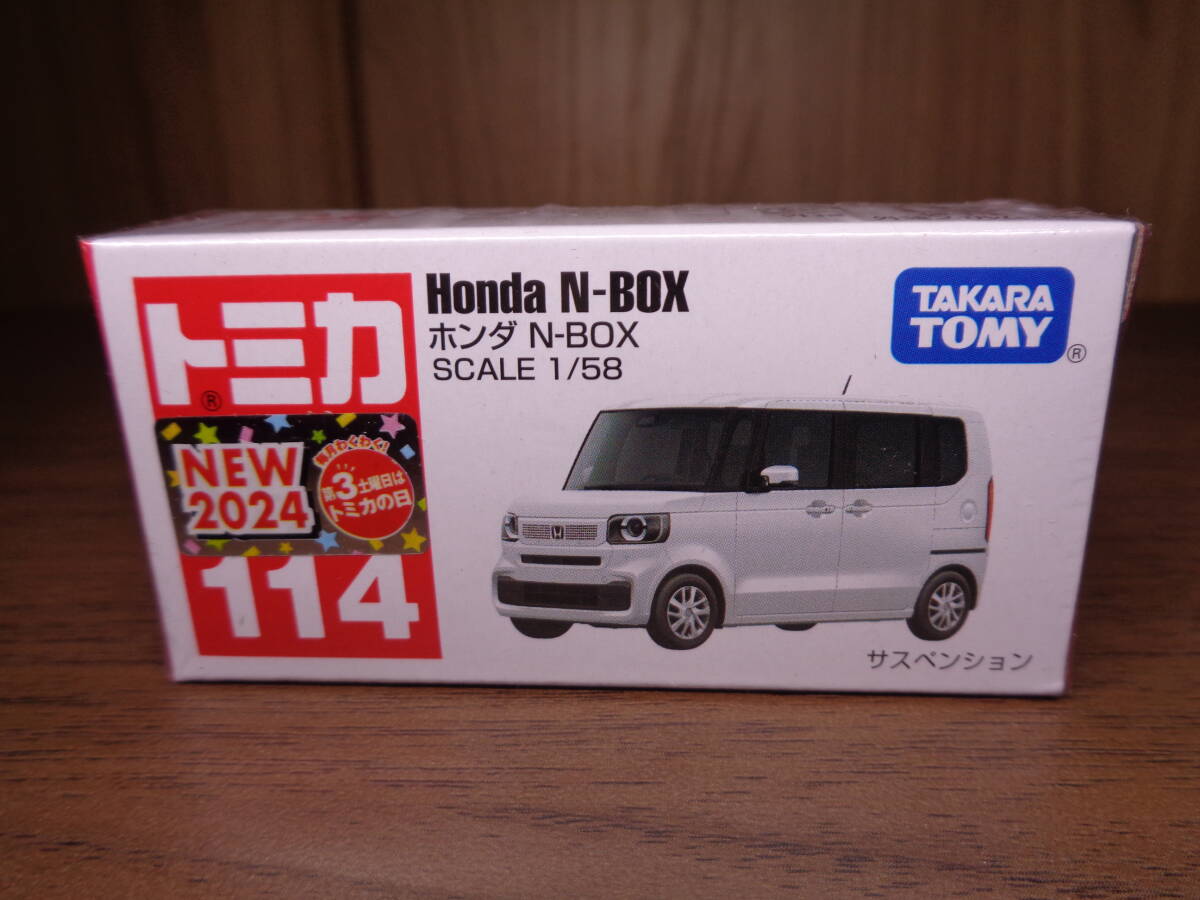 トミカ
®
NEW
2024
毎月わくわく!
第3土曜日は
トミカの日
114
Honda N-BOX
ホンダ N-BOX
SCALE 1/58
TAKARA
TOMY
®
サスペンション